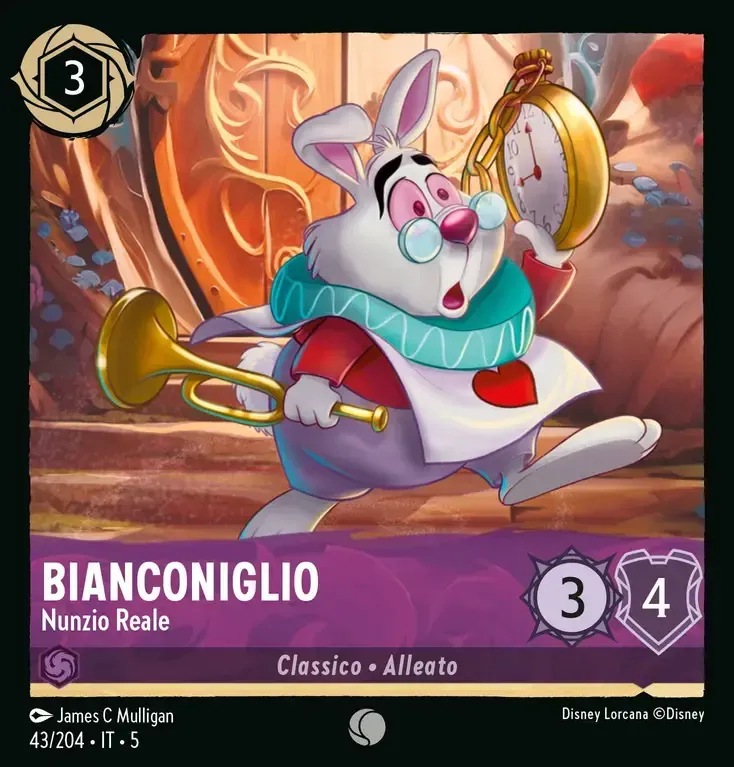 3
BIANCONIGLIO
Nunzio Reale
3
4
Classico • Alleato
James C Mulligan
Disney Lorcana ©Disney
43/204 • IT • 5